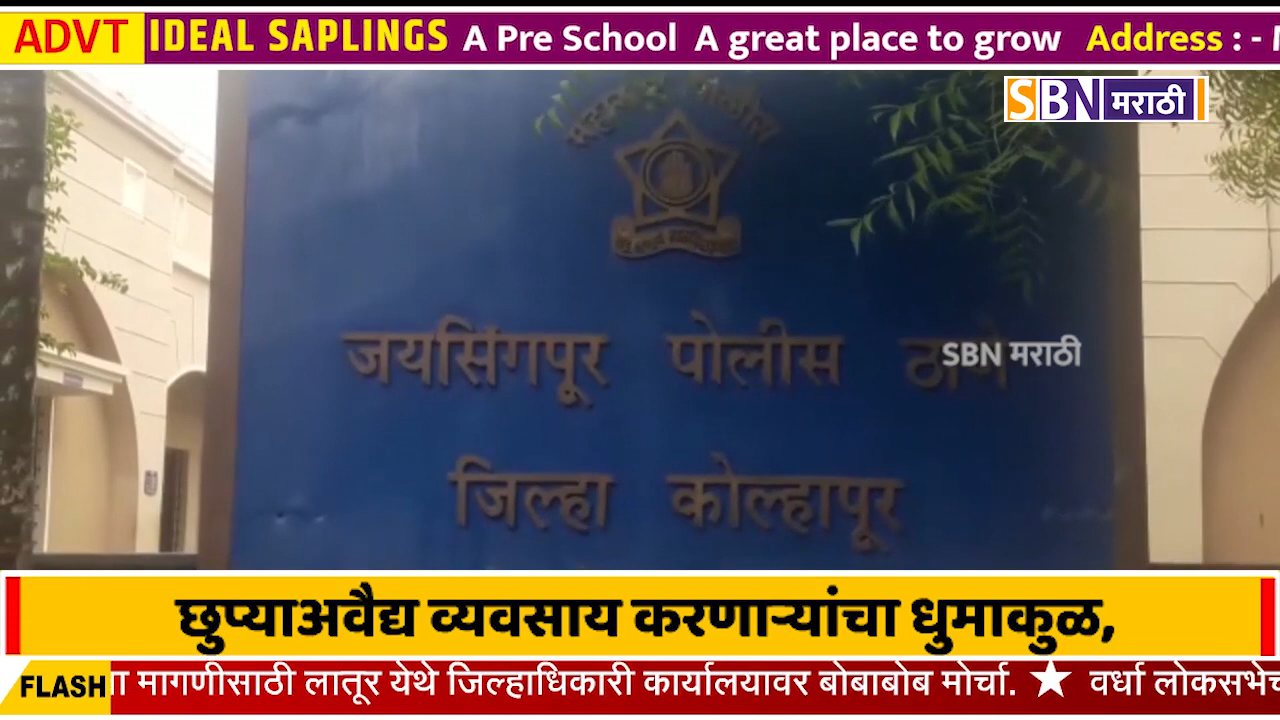 ADVT IDEAL SAPLINGS A Pre School A great place to grow Address : -
SBN मराठी
जयसिंगपूर पोलीस ठाणे
SBN मराठी
जिल्हा कोल्हापूर
छुप्याअवैद्य व्यवसाय करणाऱ्यांचा धुमाकुळ,
FLASH मागणीसाठी लातूर येथे जिल्हाधिकारी कार्यालयावर बोंबाबोंब मोर्चा. ★ वर्धा लोकसभेच